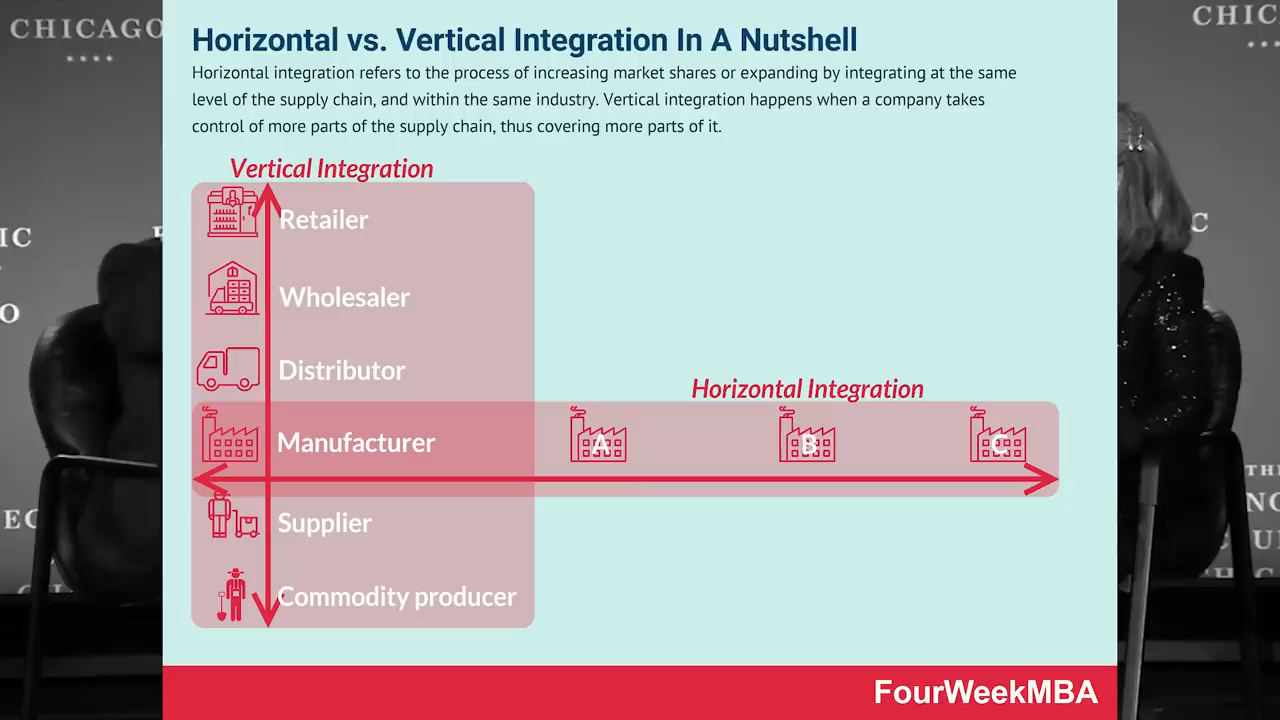 Horizontal vs. Vertical Integration In A Nutshell
Horizontal integration refers to the process of increasing market shares or expanding by integrating at the same
level of the supply chain, and within the same industry. Vertical integration happens when a company takes
control of more parts of the supply chain, thus covering more parts of it.
Vertical Integration
Retailer
Wholesaler
Distributor
Horizontal Integration
Manufacturer
A
B
C
Supplier
Commodity producer
FourWeekMBA
CHICAGO
CHIC